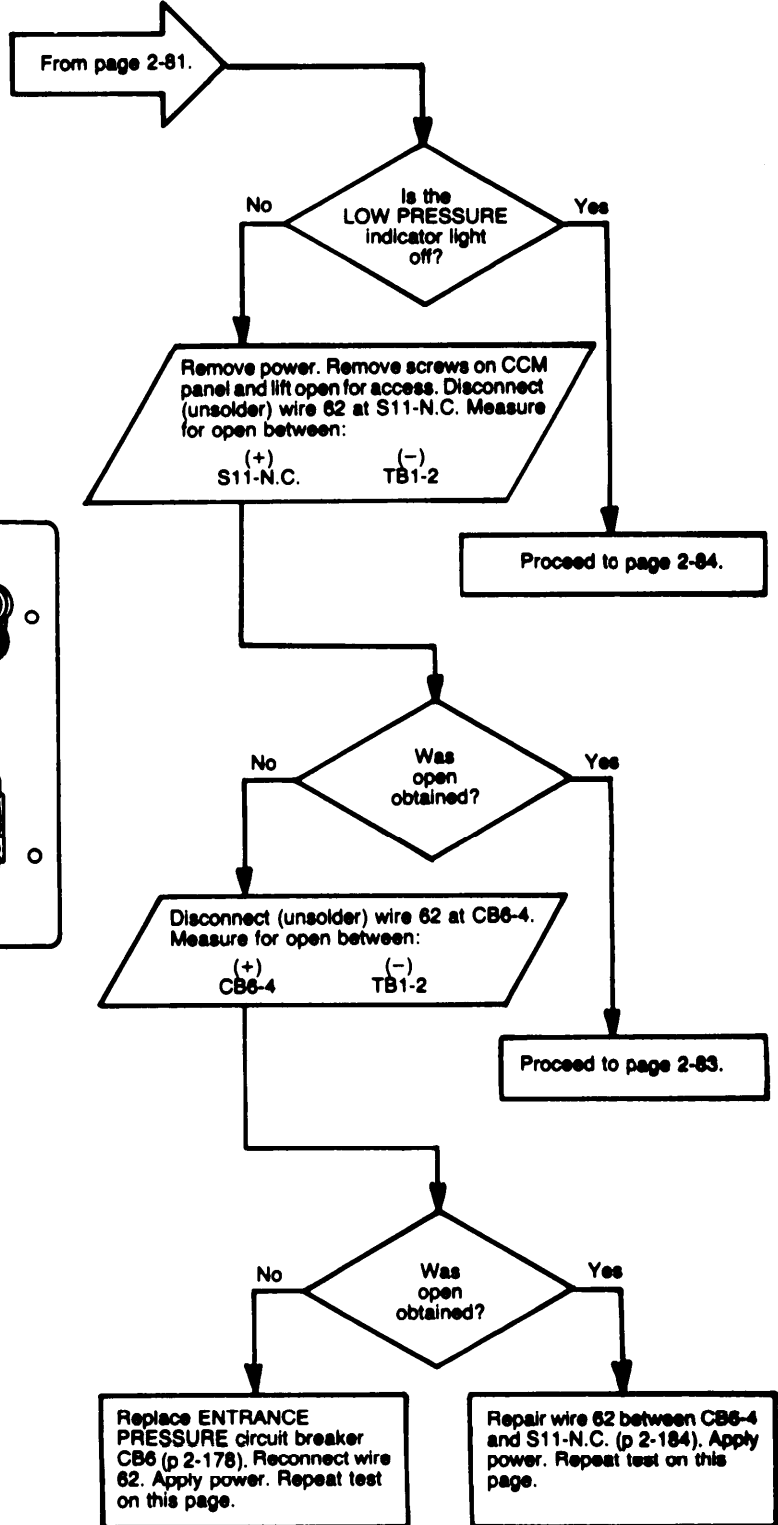 From page 2-81.
Is the
LOW PRESSURE
indicator light
off?
No
Yes
Remove power. Remove screws on CCM
panel and lift open for access. Disconnect
(unsolder) wire 62 at S11-N.C. Measure
for open between:
(+) (−)
S11-N.C. TB1-2
Proceed to page 2-84.
Was
open
obtained?
No
Yes
Disconnect (unsolder) wire 62 at CB6-4.
Measure for open between:
(+) (−)
CB6-4 TB1-2
Proceed to page 2-83.
Was
open
obtained?
No
Yes
Replace ENTRANCE
PRESSURE circuit breaker
CB6 (p 2-178). Reconnect wire
62. Apply power. Repeat test
on this page.
Repair wire 62 between CB6-4
and S11-N.C. (p 2-184). Apply
power. Repeat test on this
page.